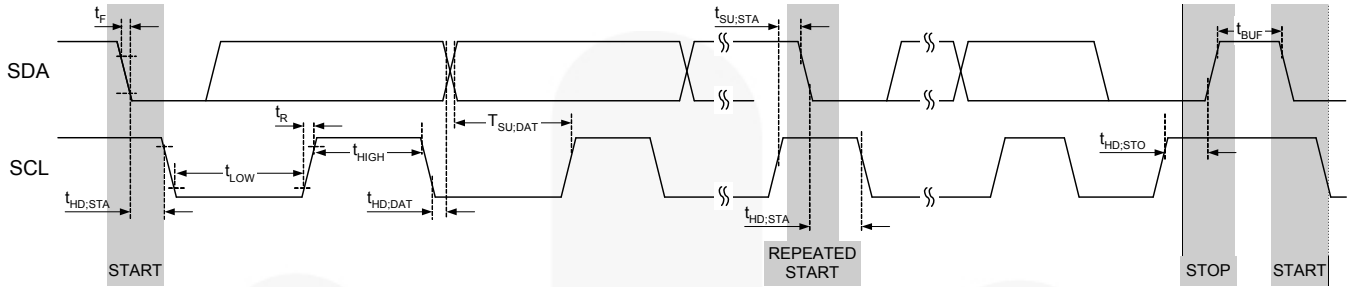 tF
tSU;STA
tBUF
SDA
tR
TSU;DAT
tHIGH
tHD;STO
SCL
tLOW
tHD;STA
tHD;DAT
tHD;STA
START
REPEATED
START
STOP
START